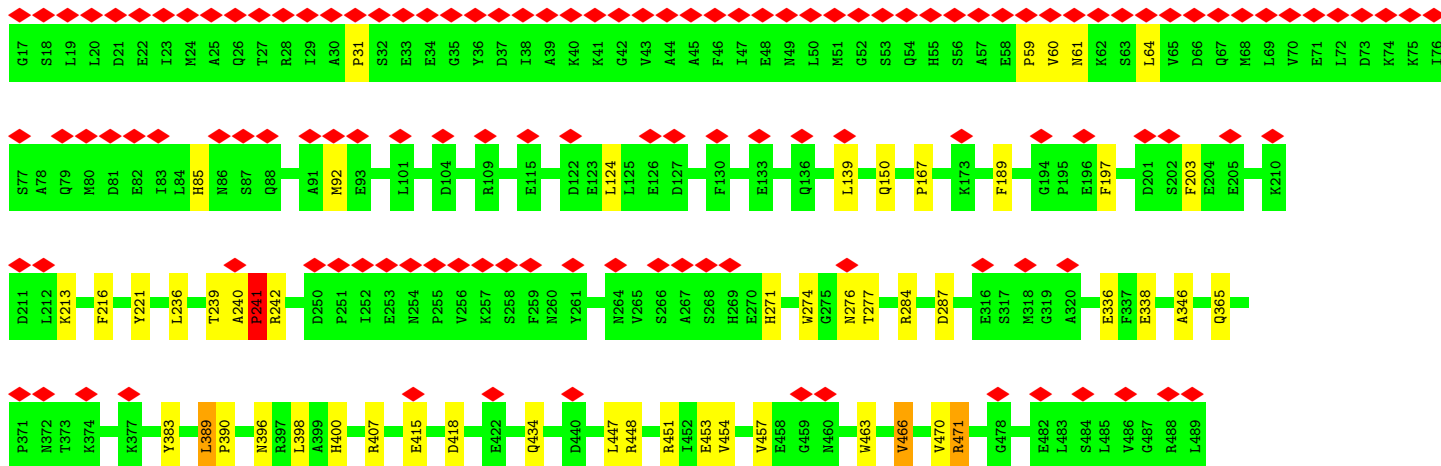 G17 S18 L19 L20 D21 E22 I23 M24 A25 Q26 T27 R28 I29 A30 P31 S32 E33 E34 G35 Y36 D37 I38 A39 K40 K41 G42 V43 A44 A45 F46 I47 E48 N49 L50 M51 G52 S53 Q54 H55 S56 A57 E58 P59 V60 N61 K62 S63 L64 V65 D66 Q67 M68 L69 V70 E71 L72 D73 K74 K75 I76
S77 A78 Q79 M80 D81 E82 I83 L84 H85 N86 S87 Q88 A91 M92 E93 L101 D104 R109 E115 D122 E123 L124 L125 E126 D127 F130 E133 Q136 L139 Q150 P167 K173 F189 G194 P195 E196 F197 D201 S202 F203 E204 E205 K210
D211 L212 K213 F216 Y221 L236 T239 A240 P241 R242 D250 P251 I252 E253 N254 P255 V256 K257 S258 F259 N260 Y261 N264 V265 S266 A267 S268 H269 E270 H271 W274 G275 N276 T277 R284 D287 E316 S317 M318 G319 A320 E336 F337 E338 A346 Q365
P371 N372 T373 K374 K377 Y383 L389 P390 N396 R397 L398 A399 H400 R407 E415 D418 E422 Q434 D440 L447 R448 R451 I452 E453 V454 V457 E458 G459 N460 W463 V466 V470 R471 G478 E482 L483 S484 L485 V486 G487 R488 L489